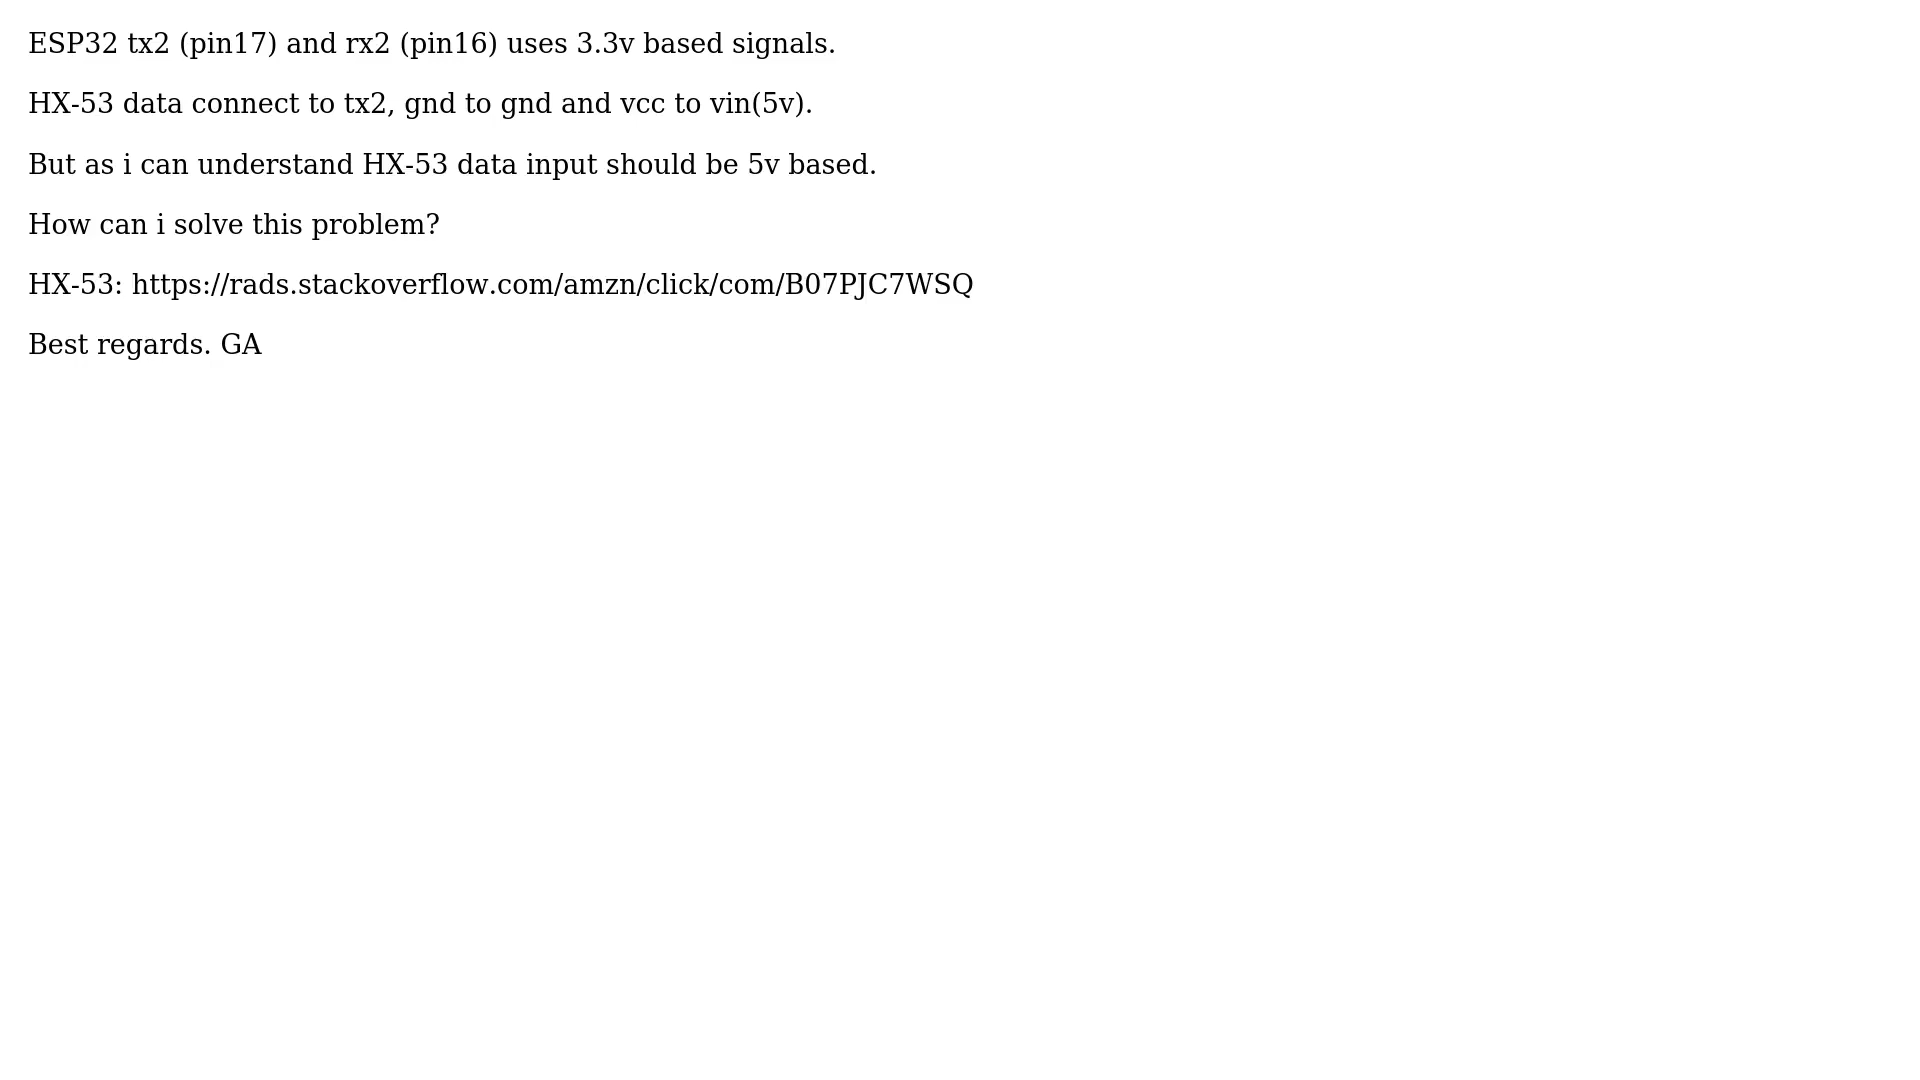 ESP32 tx2 (pin17) and rx2 (pin16) uses 3.3v based signals.
HX-53 data connect to tx2, gnd to gnd and vcc to vin(5v).
But as i can understand HX-53 data input should be 5v based.
How can i solve this problem?
HX-53: https://rads.stackoverflow.com/amzn/click/com/B07PJC7WSQ
Best regards. GA